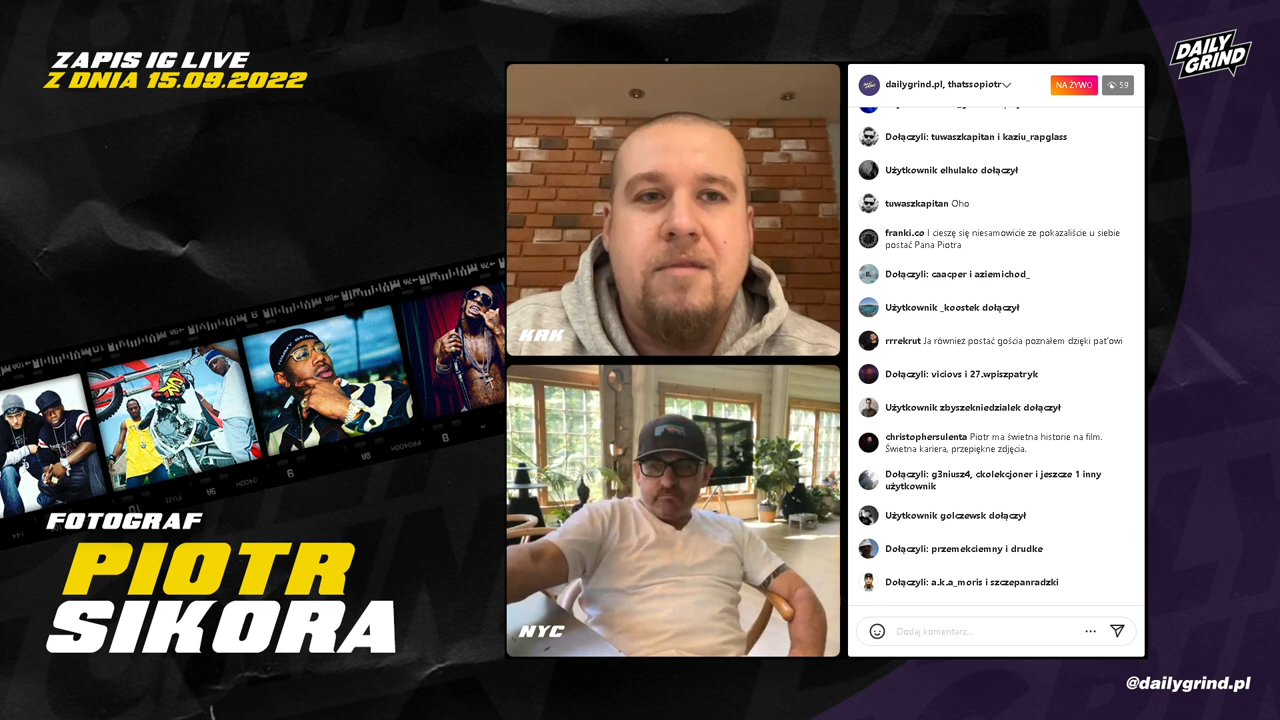 ZAPIS IG LIVE
Z DNIA 15.09.2022
FOTOGRAF
PIOTR
SIKORA
KRK
NYC
dailygrind.pl, thatssopiotr
NA ŻYWO
59
Dołączyli: tuwaszkapitan i kaziu_rapglass
Użytkownik elhulako dołączył
tuwaszkapitan Oho
franki.co I cieszę się niesamowicie ze pokazaliście u siebie
postać Pana Piotra
Dołączyli: caacper i aziemichod_
Użytkownik _koostek dołączył
rrrekrut Ja również postać gościa poznałem dzięki pat'owi
Dołączyli: viciovs i 27.wpiszpatryk
Użytkownik zbyszekniedzialek dołączył
christophersulenta Piotr ma świetna historie na film.
Świetna kariera, przepiękne zdjęcia.
Dołączyli: g3niusz4, ckolekcjoner i jeszcze 1 inny
użytkownik
Użytkownik golczewsk dołączył
Dołączyli: przemekciemny i drudke
Dołączyli: a.k.a_moris i szczepanradzki
Dodaj komentarz...
DAILY
GRIND
@dailygrind.pl